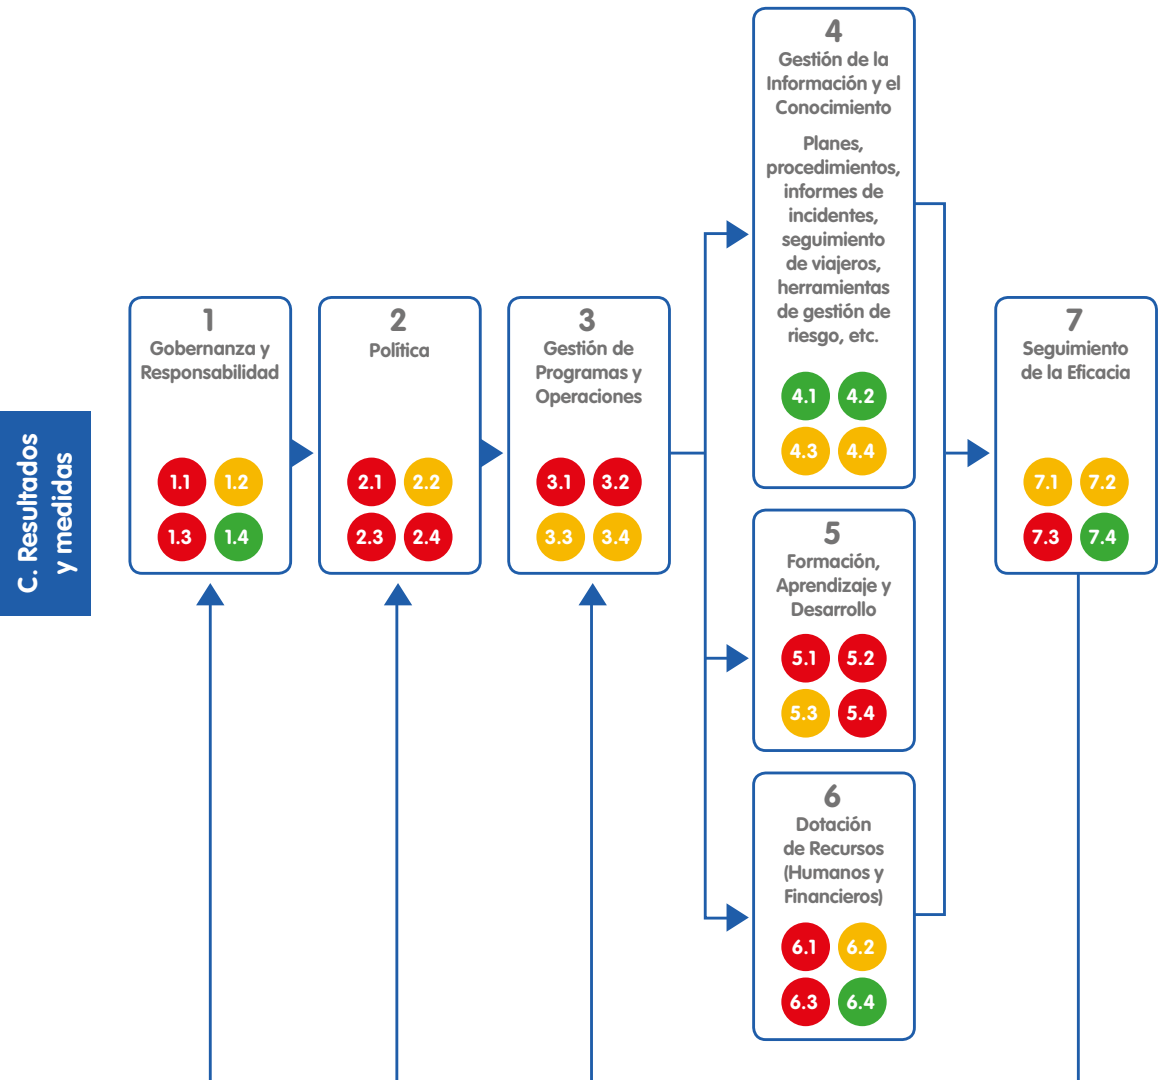 C. Resultados
y medidas
1
Gobernanza y
Responsabilidad
1.1 1.2
1.3 1.4
2
Política
2.1 2.2
2.3 2.4
3
Gestión de
Programas y
Operaciones
3.1 3.2
3.3 3.4
4
Gestión de la
Información y el
Conocimiento
Planes,
procedimientos,
informes de
incidentes,
seguimiento
de viajeros,
herramientas
de gestión de
riesgo, etc.
4.1 4.2
4.3 4.4
5
Formación,
Aprendizaje y
Desarrollo
5.1 5.2
5.3 5.4
6
Dotación
de Recursos
(Humanos y
Financieros)
6.1 6.2
6.3 6.4
7
Seguimiento
de la Eficacia
7.1 7.2
7.3 7.4